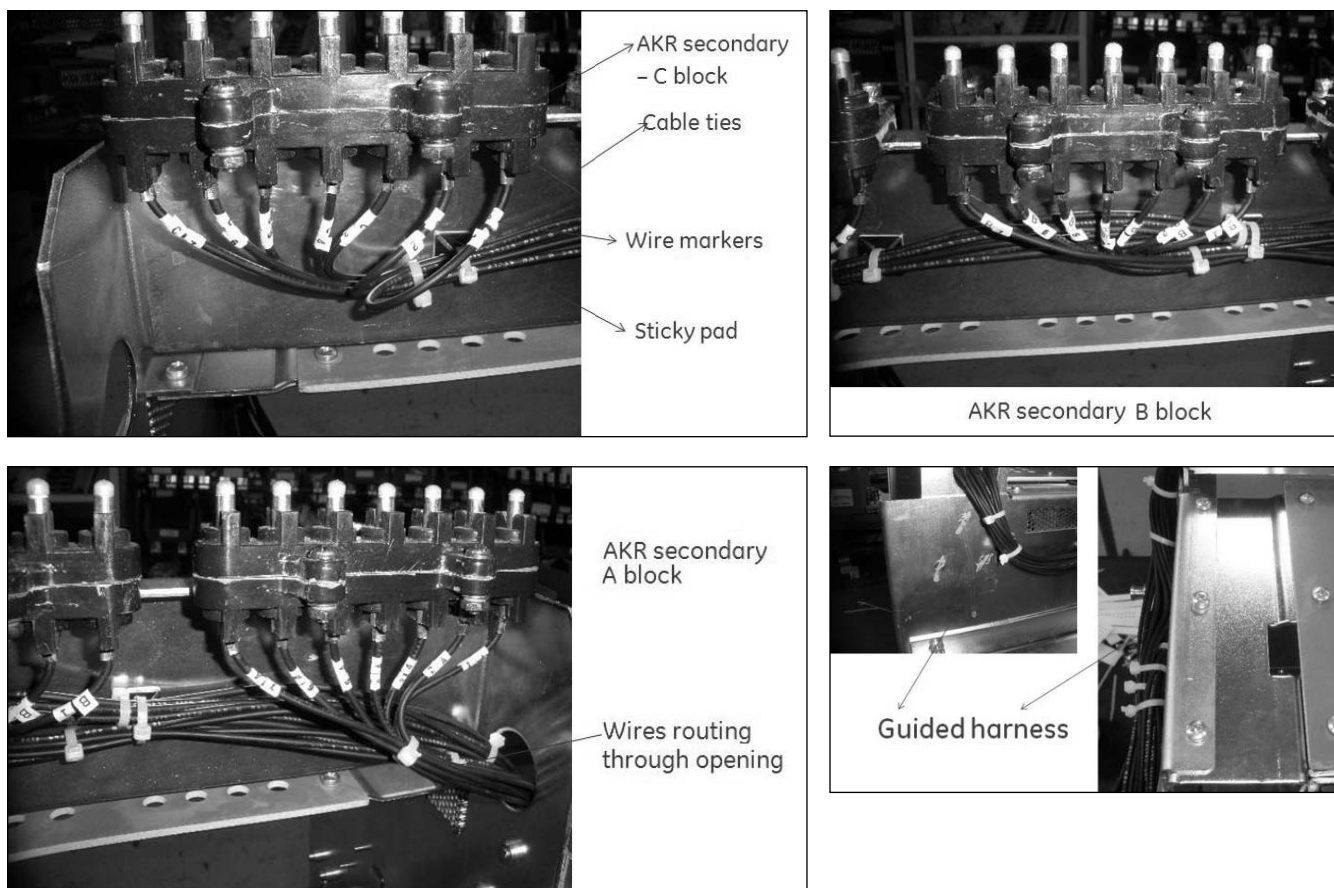 AKR secondary
– C block
Cable ties
Wire markers
Sticky pad
AKR secondary B block
AKR secondary
A block
Wires routing
through opening
Guided harness